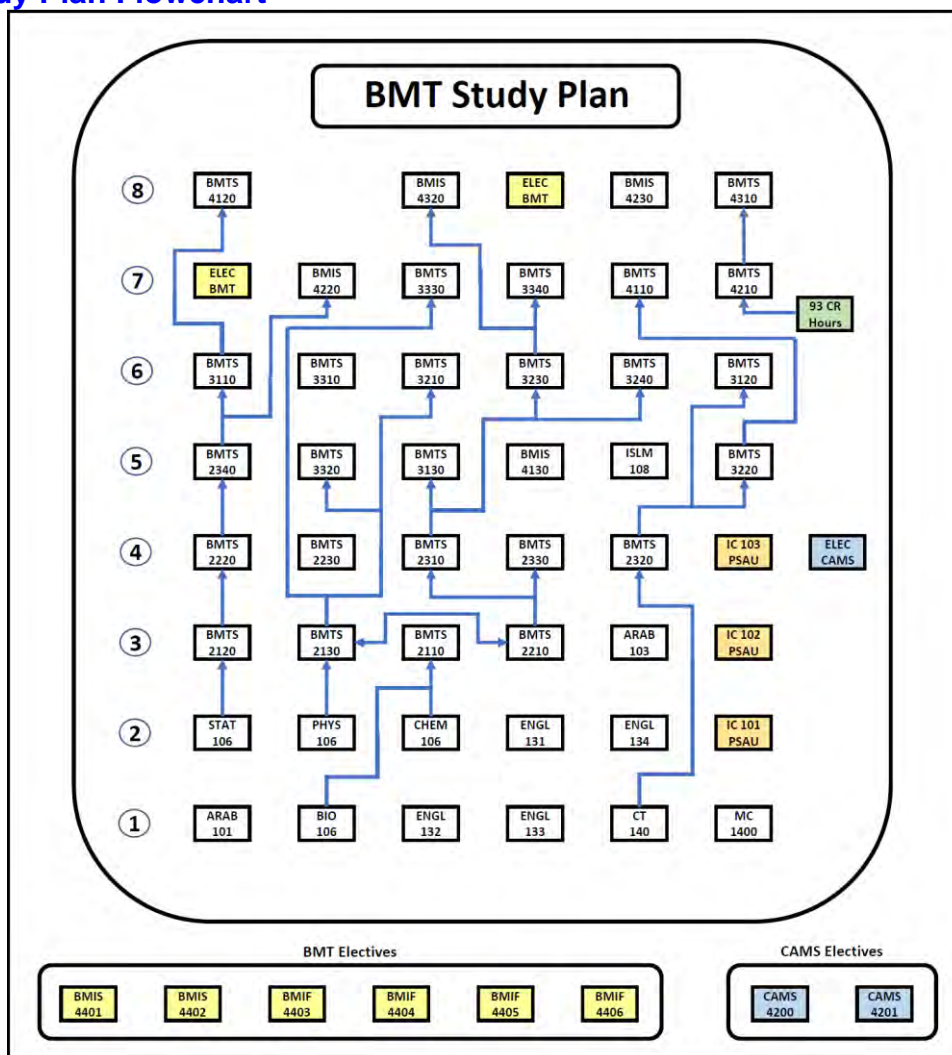 dy Plan Flowchart
BMT Study Plan
8
BMTS
4120
BMIS
4320
ELEC
BMT
BMIS
4230
BMTS
4310
7
ELEC
BMT
BMIS
4220
BMTS
3330
BMTS
3340
BMTS
4110
BMTS
4210
93 CR
Hours
6
BMTS
3110
BMTS
3310
BMTS
3210
BMTS
3230
BMTS
3240
BMTS
3120
5
BMTS
2340
BMTS
3320
BMTS
3130
BMIS
4130
ISLM
108
BMTS
3220
4
BMTS
2220
BMTS
2230
BMTS
2310
BMTS
2330
BMTS
2320
IC 103
PSAU
ELEC
CAMS
3
BMTS
2120
BMTS
2130
BMTS
2110
BMTS
2210
ARAB
103
IC 102
PSAU
2
STAT
106
PHYS
106
CHEM
106
ENGL
131
ENGL
134
IC 101
PSAU
1
ARAB
101
BIO
106
ENGL
132
ENGL
133
CT
140
MC
1400
BMT Electives
BMIS
4401
BMIS
4402
BMIF
4403
BMIF
4404
BMIF
4405
BMIF
4406
CAMS Electives
CAMS
4200
CAMS
4201